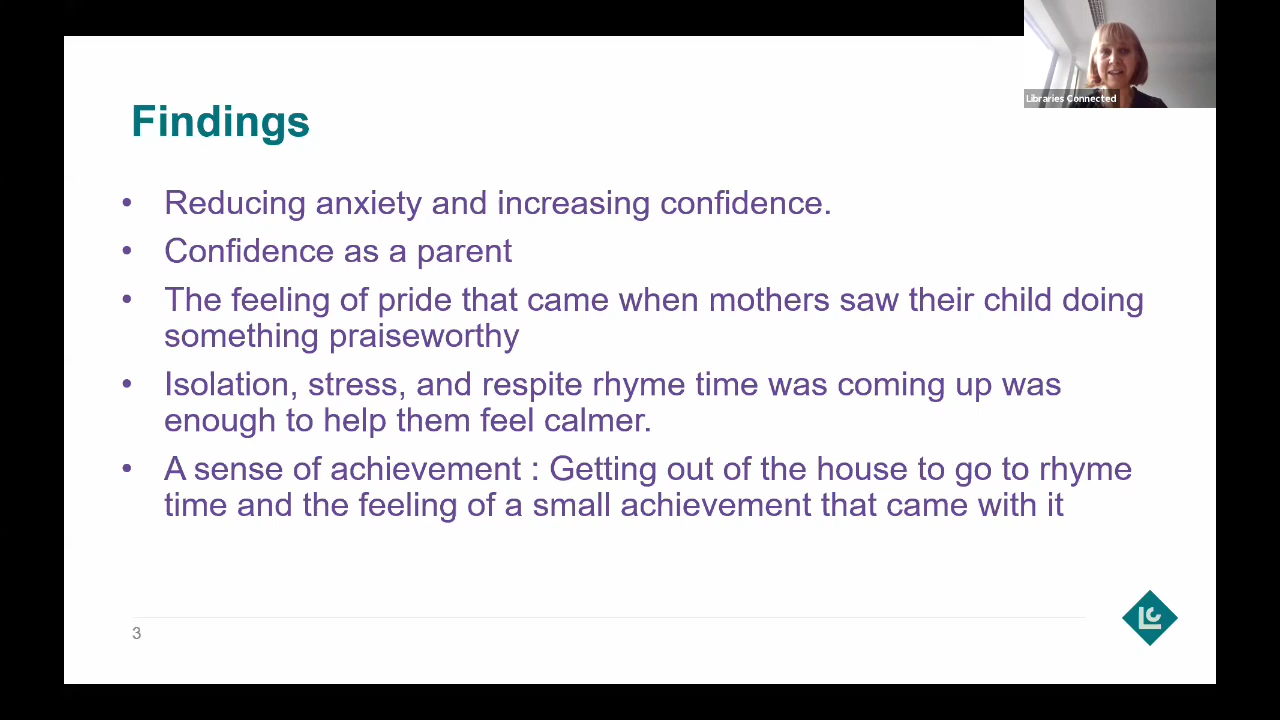 Libraries Connected
Findings
• Reducing anxiety and increasing confidence.
• Confidence as a parent
• The feeling of pride that came when mothers saw their child doing
something praiseworthy
• Isolation, stress, and respite rhyme time was coming up was
enough to help them feel calmer.
• A sense of achievement : Getting out of the house to go to rhyme
time and the feeling of a small achievement that came with it
3
LC